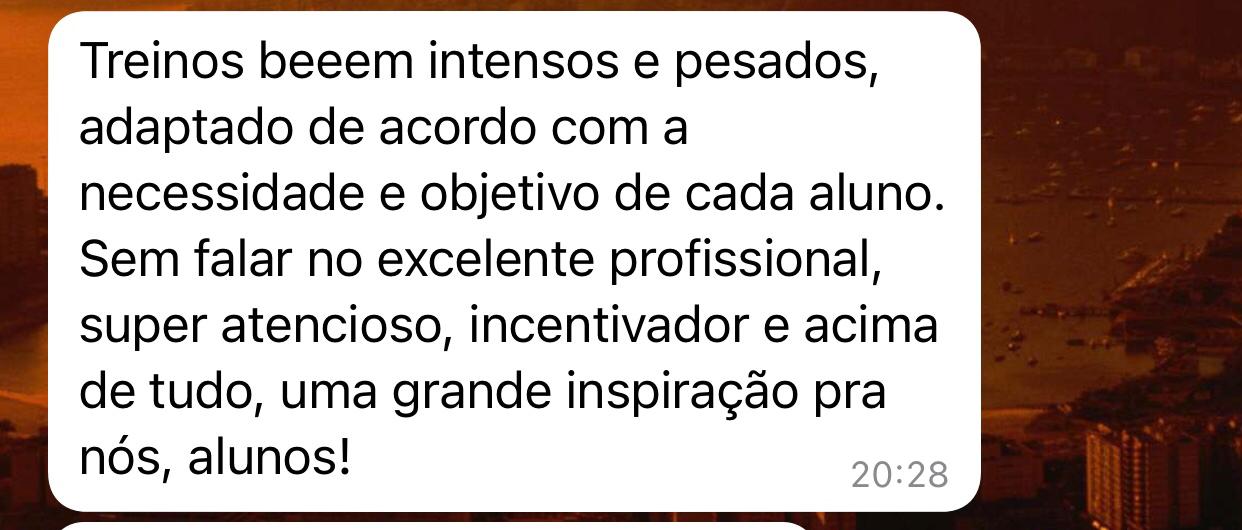 Treinos beeem intensos e pesados,
adaptado de acordo com a
necessidade e objetivo de cada aluno.
Sem falar no excelente profissional,
super atencioso, incentivador e acima
de tudo, uma grande inspiração pra
nós, alunos!
20:28